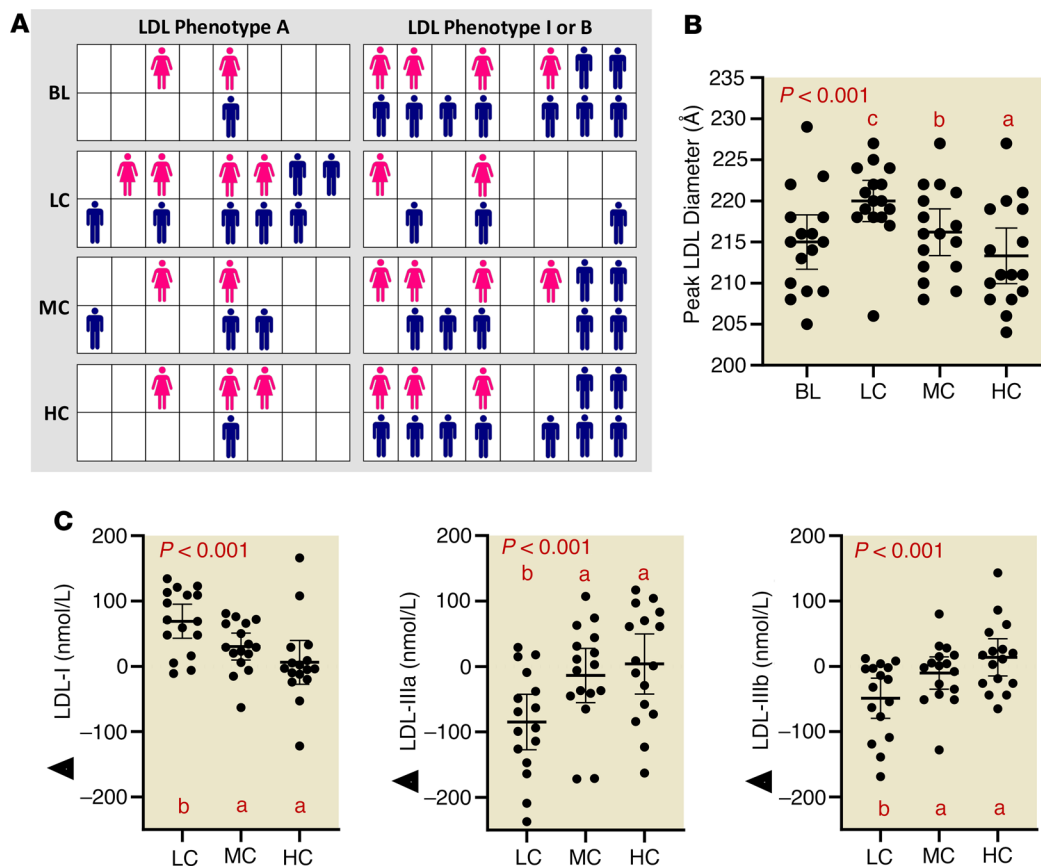 A
LDL Phenotype A
LDL Phenotype I or B
BL
LC
MC
HC
B
Peak LDL Diameter (Å)
235
230
225
220
215
210
205
200
P < 0.001
c
b
a
BL
LC
MC
HC
C
LDL-I (nmol/L)
200
100
0
−100
−200
P < 0.001
b
a
a
LC
MC
HC
LDL-IIIa (nmol/L)
200
100
0
−100
−200
P < 0.001
b
a
a
LC
MC
HC
LDL-IIIb (nmol/L)
200
100
0
−100
−200
P < 0.001
b
a
a
LC
MC
HC